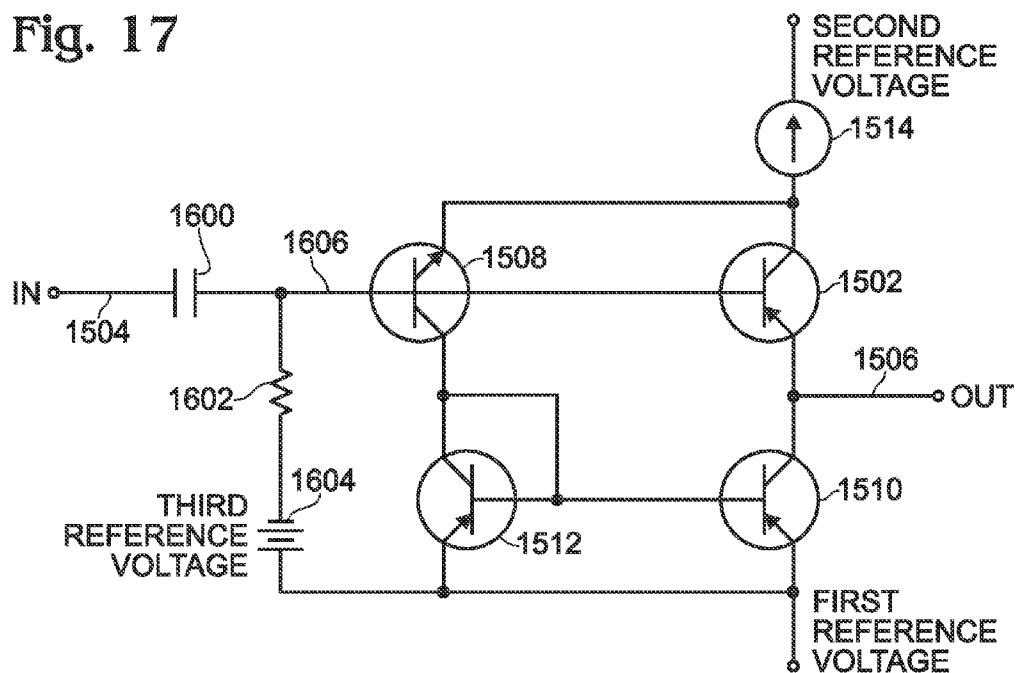 Fig. 17
SECOND
REFERENCE
VOLTAGE
1514
1600
1606
1508
1502
IN
1504
1506
1602
OUT
1604
THIRD
REFERENCE
VOLTAGE
1512
1510
FIRST
REFERENCE
VOLTAGE